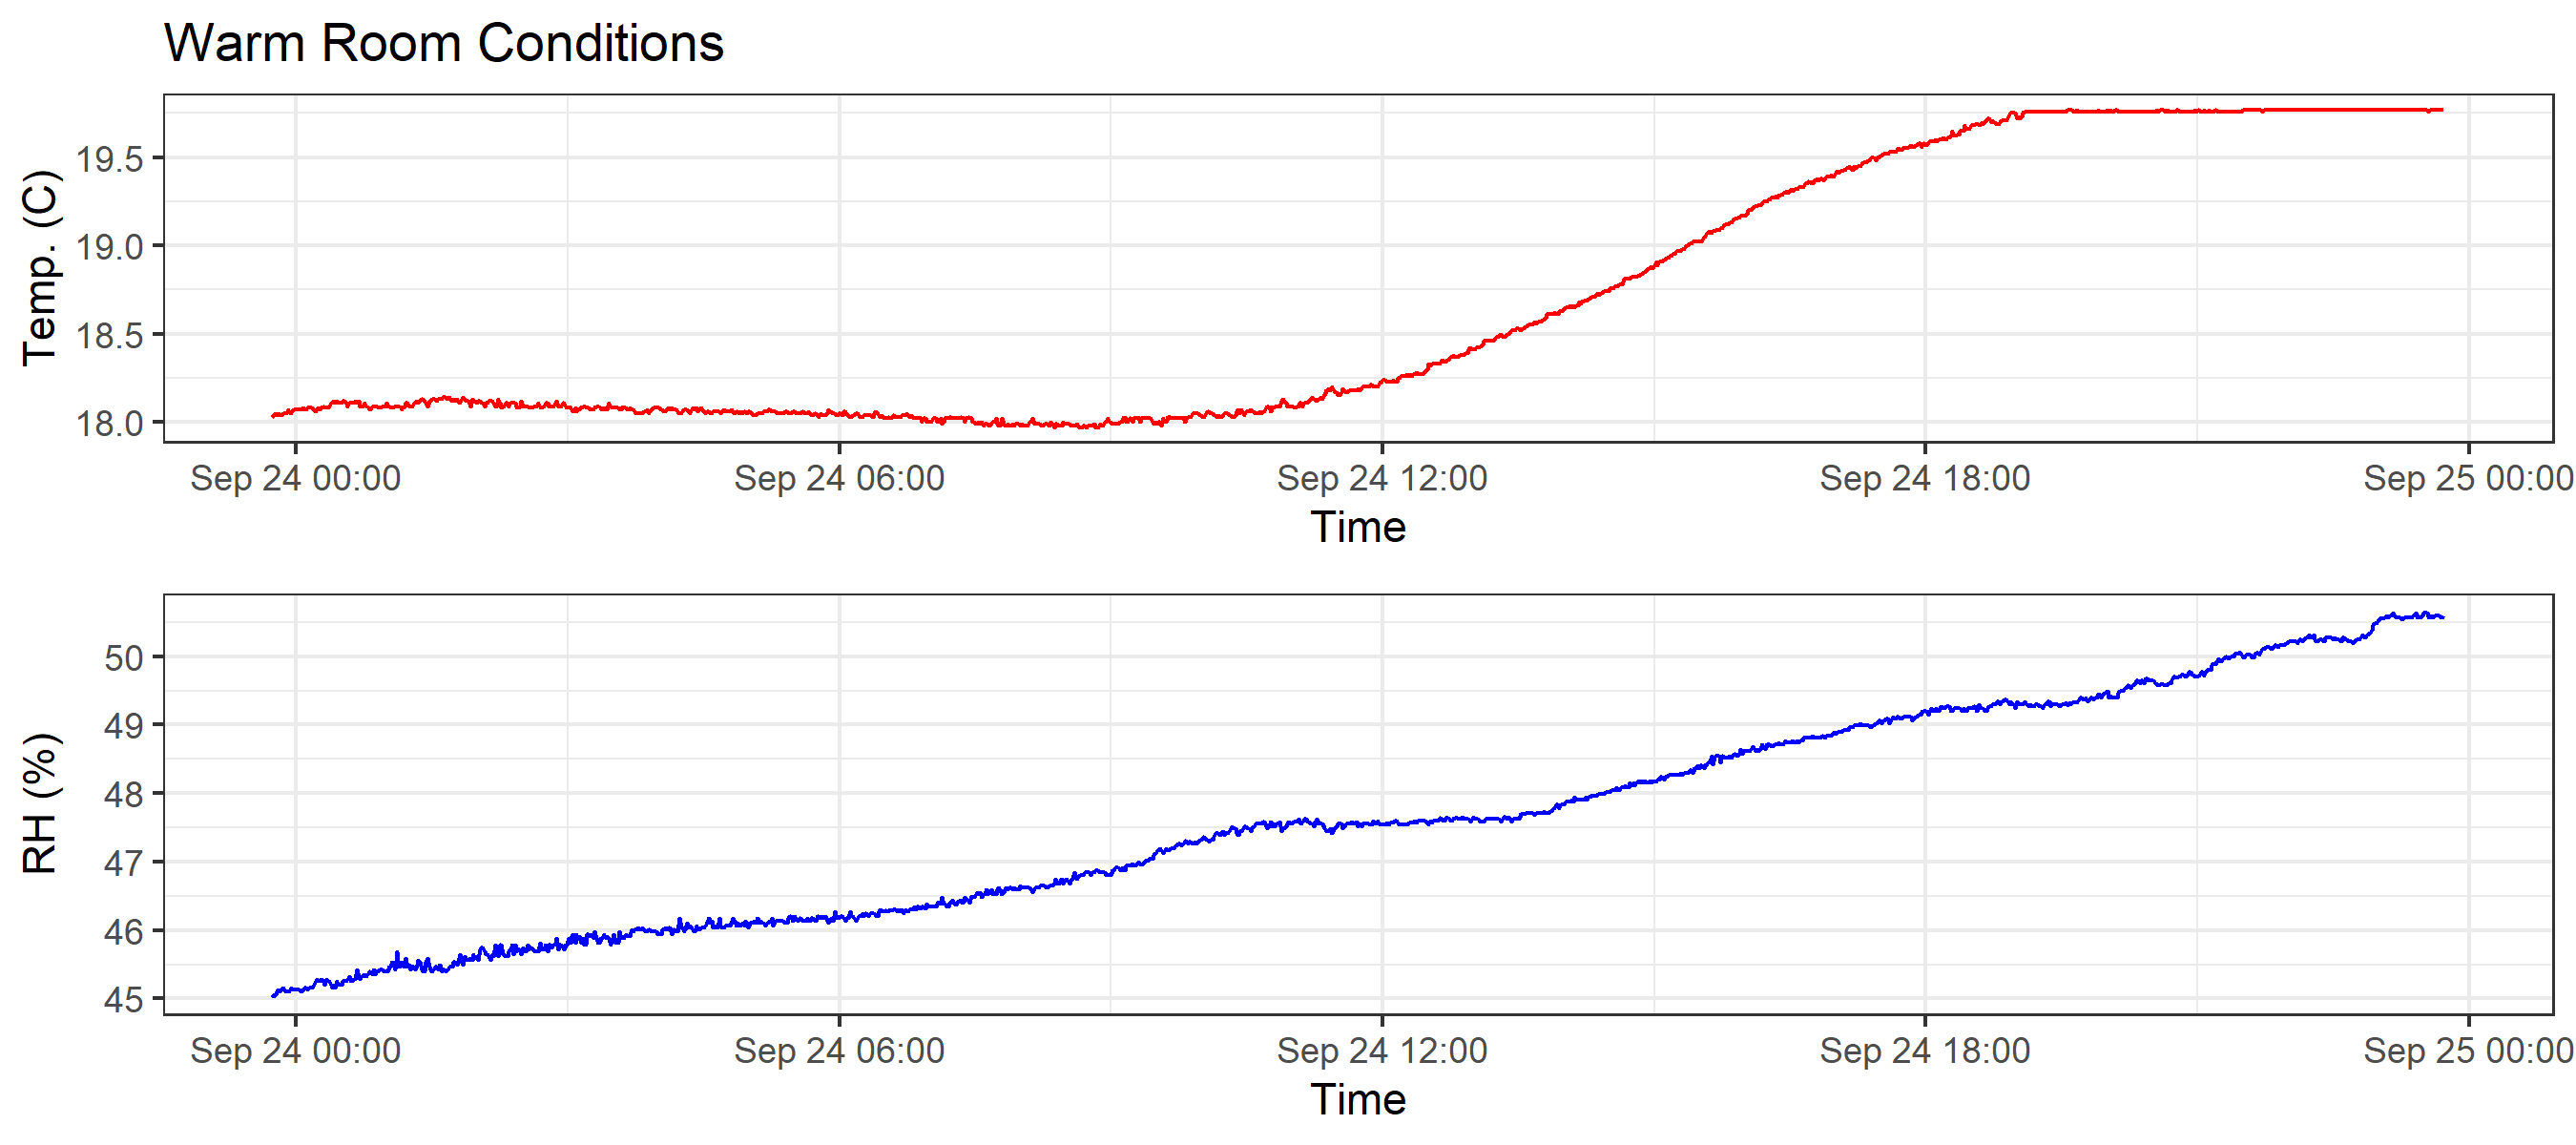 Warm Room Conditions
Temp. (C)
19.5
19.0
18.5
18.0
Sep 24 00:00 Sep 24 06:00 Sep 24 12:00 Sep 24 18:00 Sep 25 00:00
Time
RH (%)
50
49
48
47
46
45
Sep 24 00:00 Sep 24 06:00 Sep 24 12:00 Sep 24 18:00 Sep 25 00:00
Time